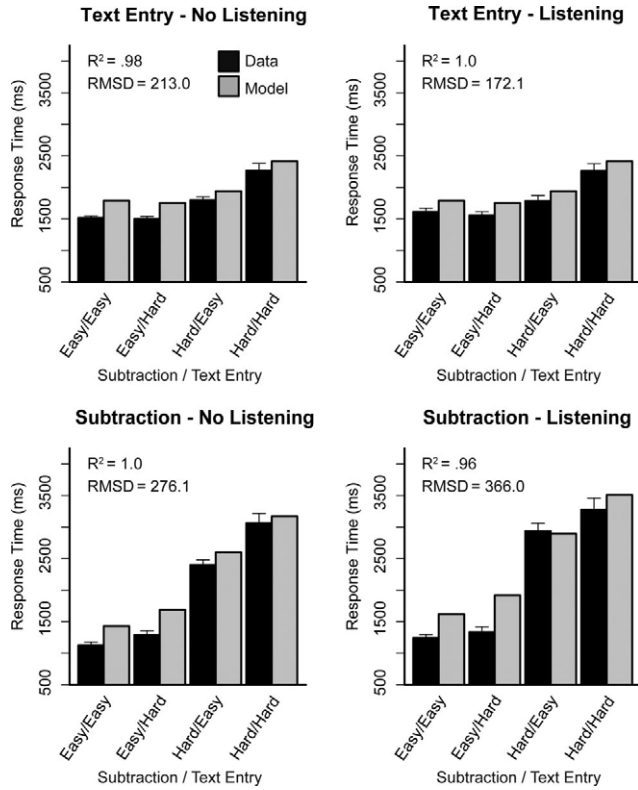 Text Entry - No Listening
R² = .98
RMSD = 213.0
Data
Model
Response Time (ms)
3500
2500
1500
500
Easy/Easy
Easy/Hard
Hard/Easy
Hard/Hard
Subtraction / Text Entry
Text Entry - Listening
R² = 1.0
RMSD = 172.1
Response Time (ms)
3500
2500
1500
500
Easy/Easy
Easy/Hard
Hard/Easy
Hard/Hard
Subtraction / Text Entry
Subtraction - No Listening
R² = 1.0
RMSD = 276.1
Response Time (ms)
3500
2500
1500
500
Easy/Easy
Easy/Hard
Hard/Easy
Hard/Hard
Subtraction / Text Entry
Subtraction - Listening
R² = .96
RMSD = 366.0
Response Time (ms)
3500
2500
1500
500
Easy/Easy
Easy/Hard
Hard/Easy
Hard/Hard
Subtraction / Text Entry